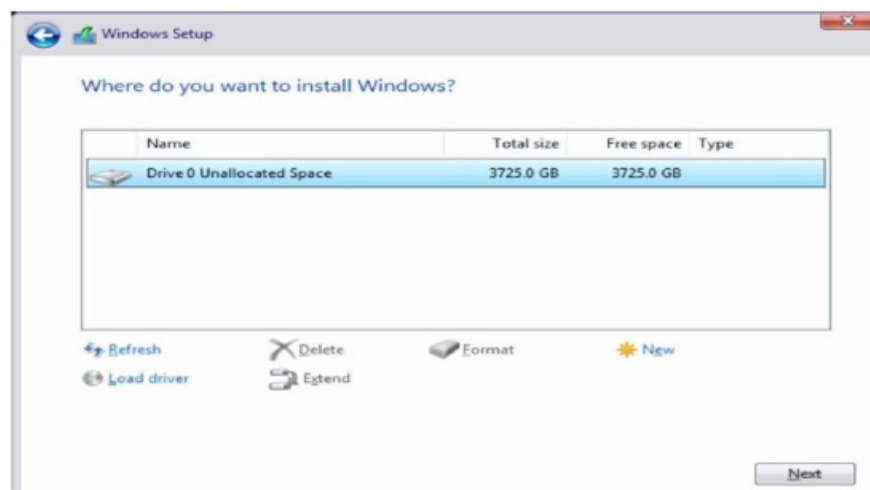 Windows Setup
Where do you want to install Windows?
Name Total size Free space Type
Drive 0 Unallocated Space 3725.0 GB 3725.0 GB
Refresh Delete Format New
Load driver Extend
Next